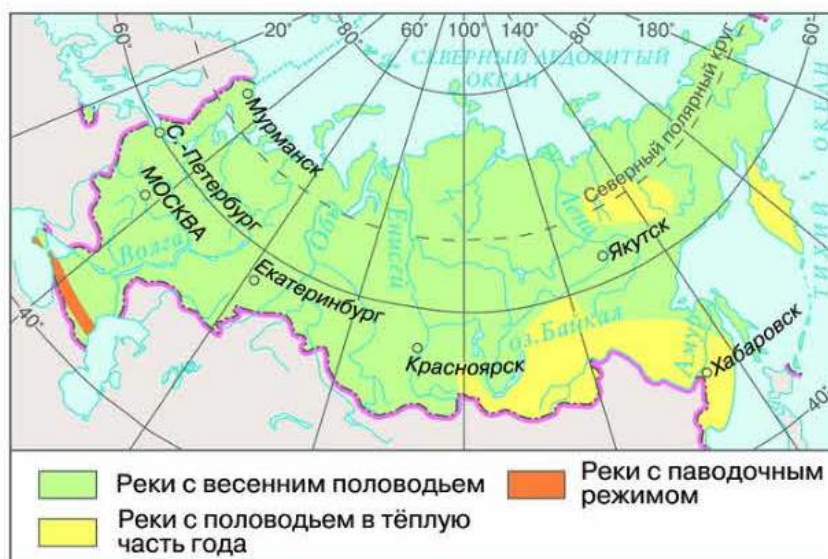 60°
20°
80°
60°
100°
140°
80°
180°
60°
СЕВЕРНЫЙ ЛЕДОВИТЫЙ
ОКЕАН
Северный полярный круг
ТИХИЙ ОКЕАН
Мурманск
С.-Петербург
МОСКВА
Волга
Обь
Енисей
Лена
Якутск
Екатеринбург
Красноярск
оз.Байкал
Амур
Хабаровск
40°
40°
Реки с весенним половодьем
Реки с половодьем в тёплую
часть года
Реки с паводочным
режимом